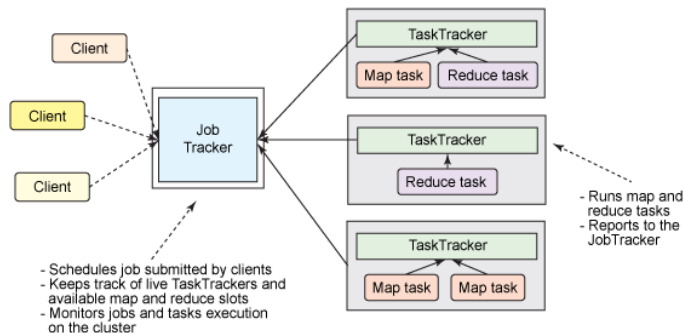 Client
Client
Client
Job
Tracker
TaskTracker
Map task
Reduce task
TaskTracker
Reduce task
TaskTracker
Map task
Map task
- Schedules job submitted by clients
- Keeps track of live TaskTrackers and
available map and reduce slots
- Monitors jobs and tasks execution
on the cluster
- Runs map and
reduce tasks
- Reports to the
JobTracker